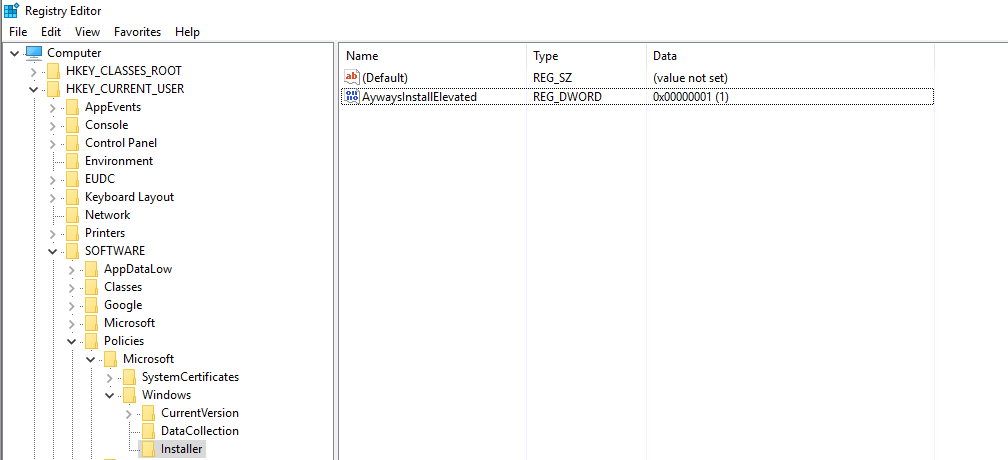 Registry Editor
File Edit View Favorites Help
Computer
HKEY_CLASSES_ROOT
HKEY_CURRENT_USER
AppEvents
Console
Control Panel
Environment
EUDC
Keyboard Layout
Network
Printers
SOFTWARE
AppDataLow
Classes
Google
Microsoft
Policies
Microsoft
SystemCertificates
Windows
CurrentVersion
DataCollection
Installer
Name Type Data
(Default) REG_SZ (value not set)
AywaysInstallElevated REG_DWORD 0x00000001 (1)